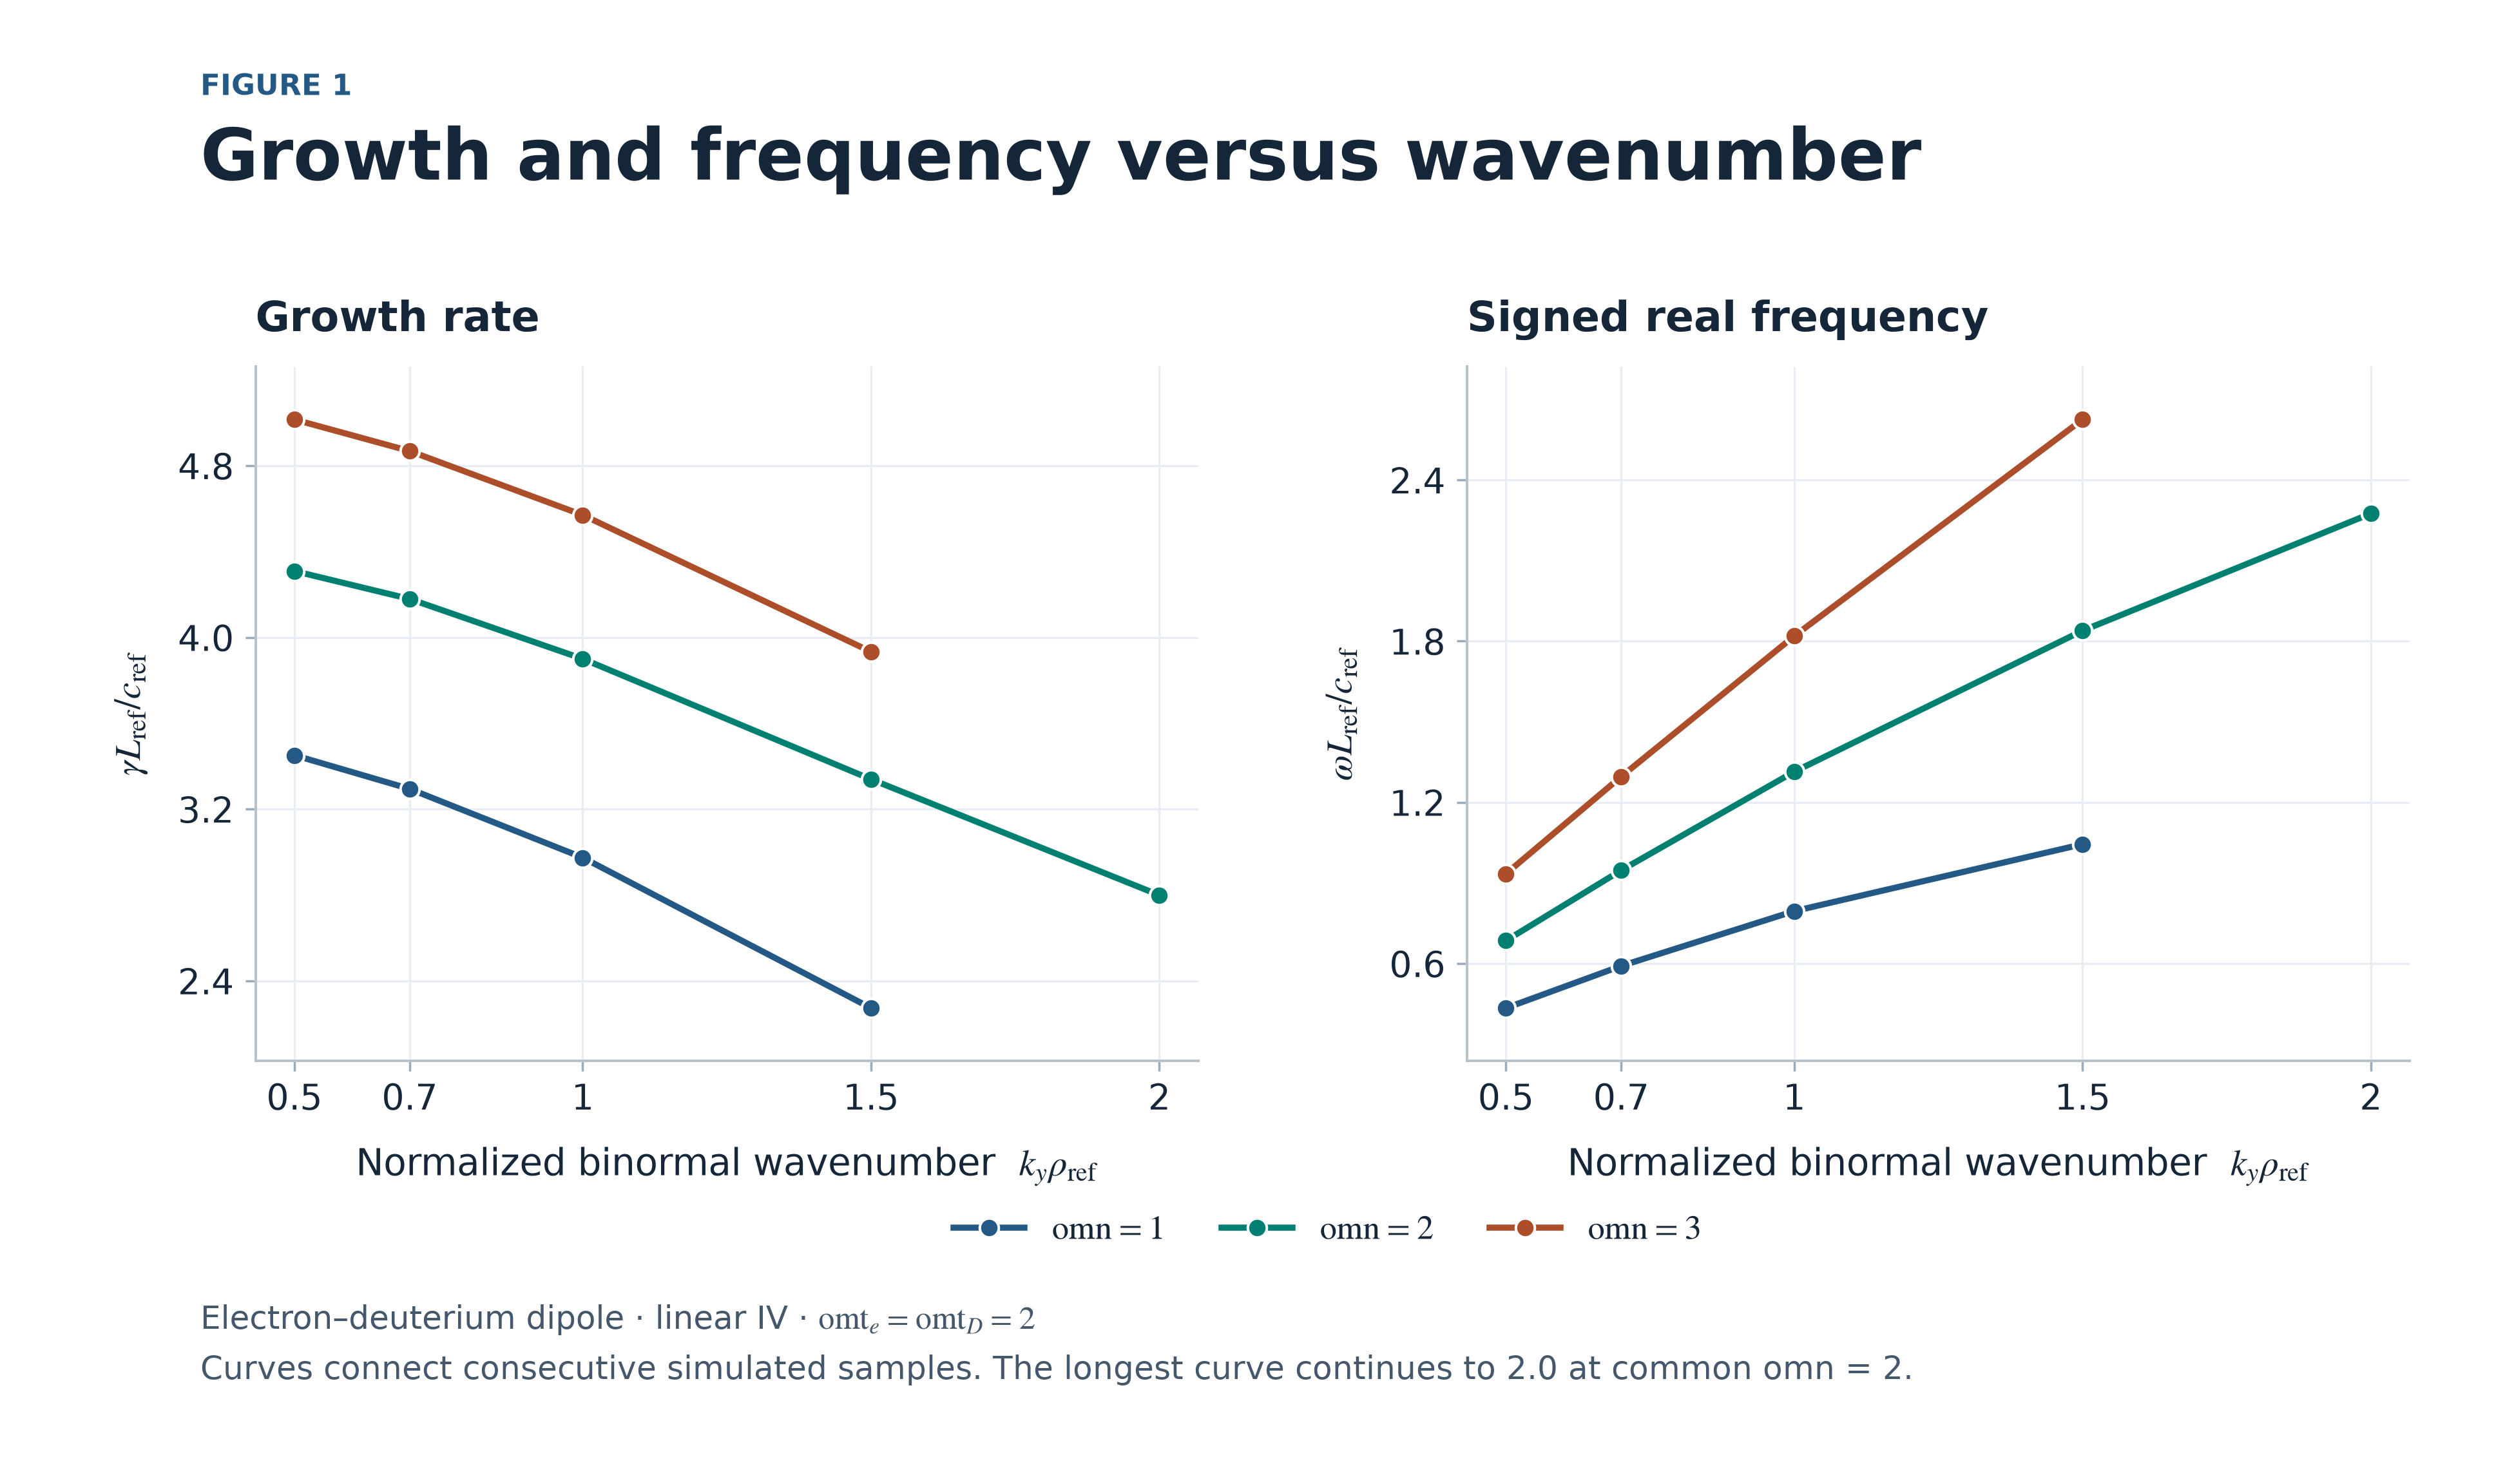 FIGURE 1
Growth and frequency versus wavenumber
Growth rate
γL_ref/c_ref
4.8
4.0
3.2
2.4
0.5 0.7 1 1.5 2
Normalized binormal wavenumber k_yρ_ref
Signed real frequency
ωL_ref/c_ref
2.4
1.8
1.2
0.6
0.5 0.7 1 1.5 2
Normalized binormal wavenumber k_yρ_ref
omn = 1 omn = 2 omn = 3
Electron–deuterium dipole · linear IV · omt_e = omt_D = 2
Curves connect consecutive simulated samples. The longest curve continues to 2.0 at common omn = 2.